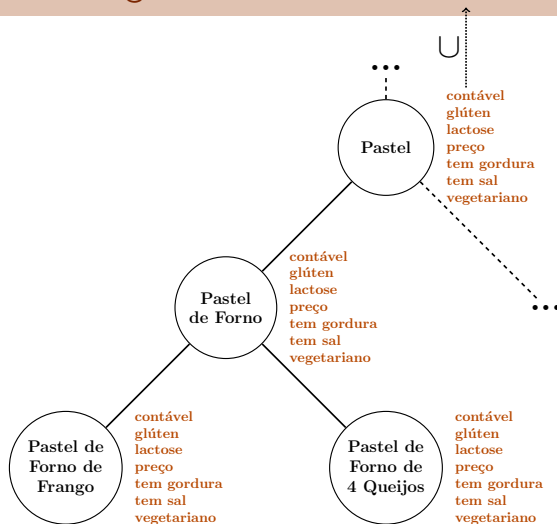 ...
∪
contável
glúten
lactose
preço
tem gordura
tem sal
vegetariano
Pastel
contável
glúten
lactose
preço
tem gordura
tem sal
vegetariano
Pastel
de Forno
...
contável
glúten
lactose
preço
tem gordura
tem sal
vegetariano
Pastel de
Forno de
Frango
contável
glúten
lactose
preço
tem gordura
tem sal
vegetariano
Pastel de
Forno de
4 Queijos